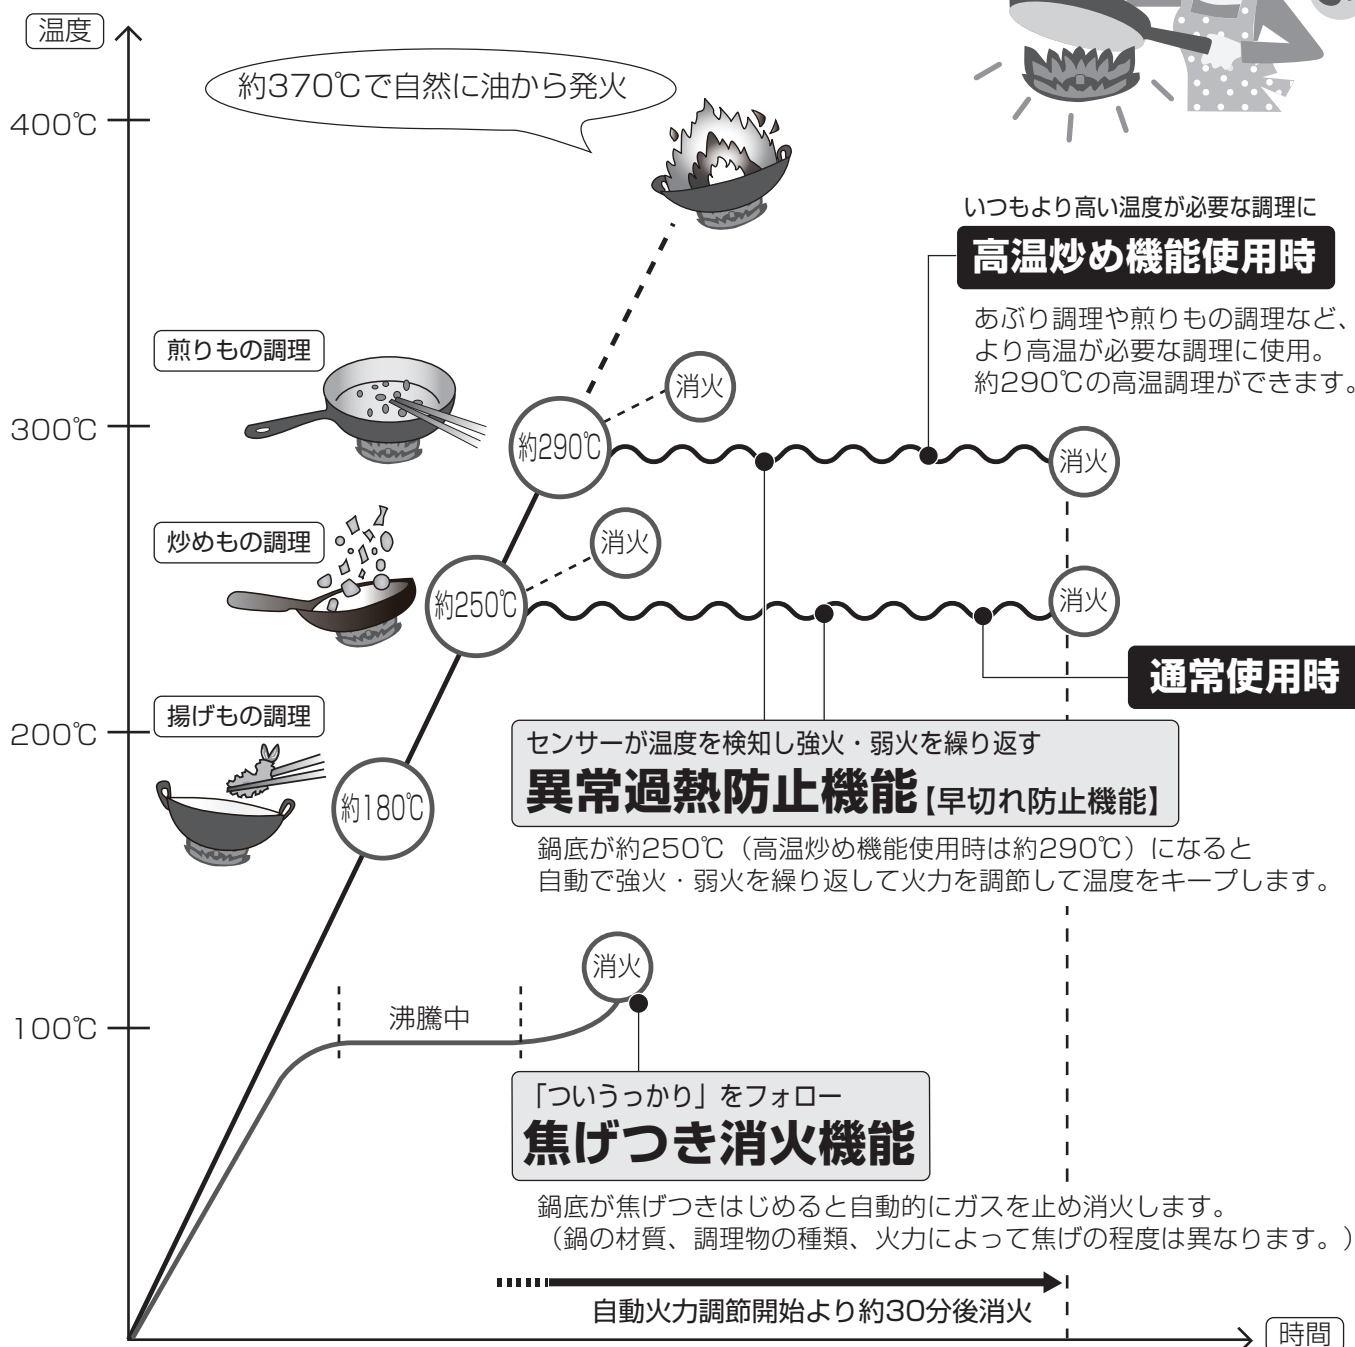 温度
約370℃で自然に油から発火
400℃
いつもより高い温度が必要な調理に
高温炒め機能使用時
あぶり調理や煎りもの調理など、
より高温が必要な調理に使用。
約290℃の高温調理ができます。
煎りもの調理
消火
300℃
約290℃
消火
炒めもの調理
消火
約250℃
消火
通常使用時
揚げもの調理
200℃
約180℃
センサーが温度を検知し強火・弱火を繰り返す
異常過熱防止機能【早切れ防止機能】
鍋底が約250℃（高温炒め機能使用時は約290℃）になると
自動で強火・弱火を繰り返して火力を調節して温度をキープします。
消火
沸騰中
100℃
「ついうっかり」をフォロー
焦げつき消火機能
鍋底が焦げつきはじめると自動的にガスを止め消火します。
（鍋の材質、調理物の種類、火力によって焦げの程度は異なります。）
自動火力調節開始より約30分後消火
時間